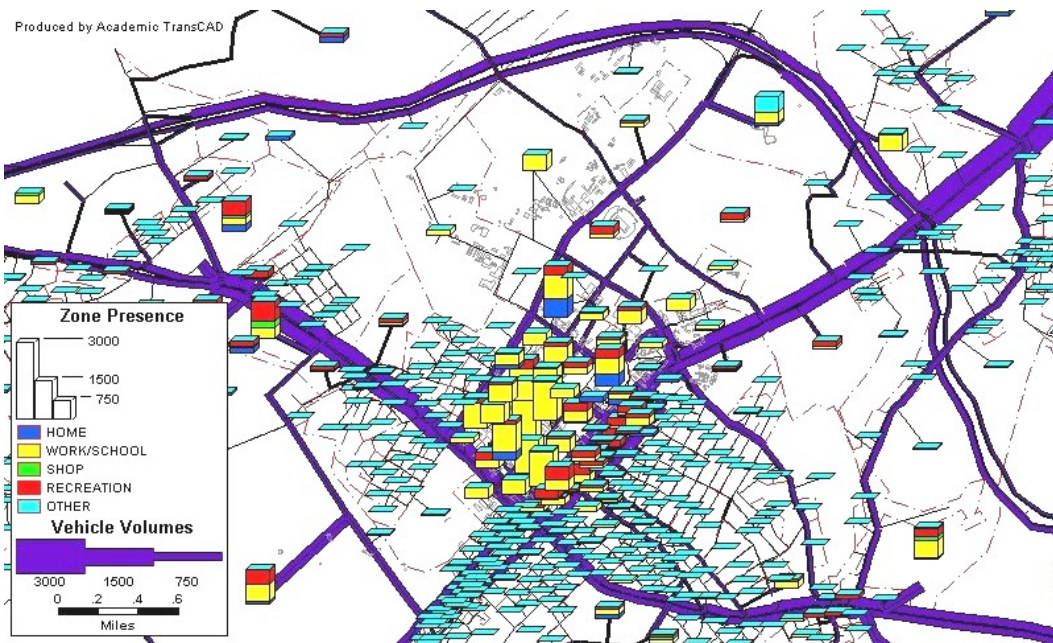 Produced by Academic TransCAD
Zone Presence
3000
1500
750
HOME
WORK/SCHOOL
SHOP
RECREATION
OTHER
Vehicle Volumes
3000 1500 750
0 .2 .4 .6
Miles